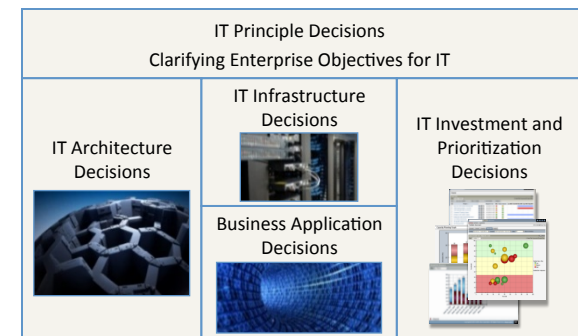 IT Principle Decisions
Clarifying Enterprise Objectives for IT
IT Architecture
Decisions
IT Infrastructure
Decisions
Business Application
Decisions
IT Investment and
Prioritization
Decisions